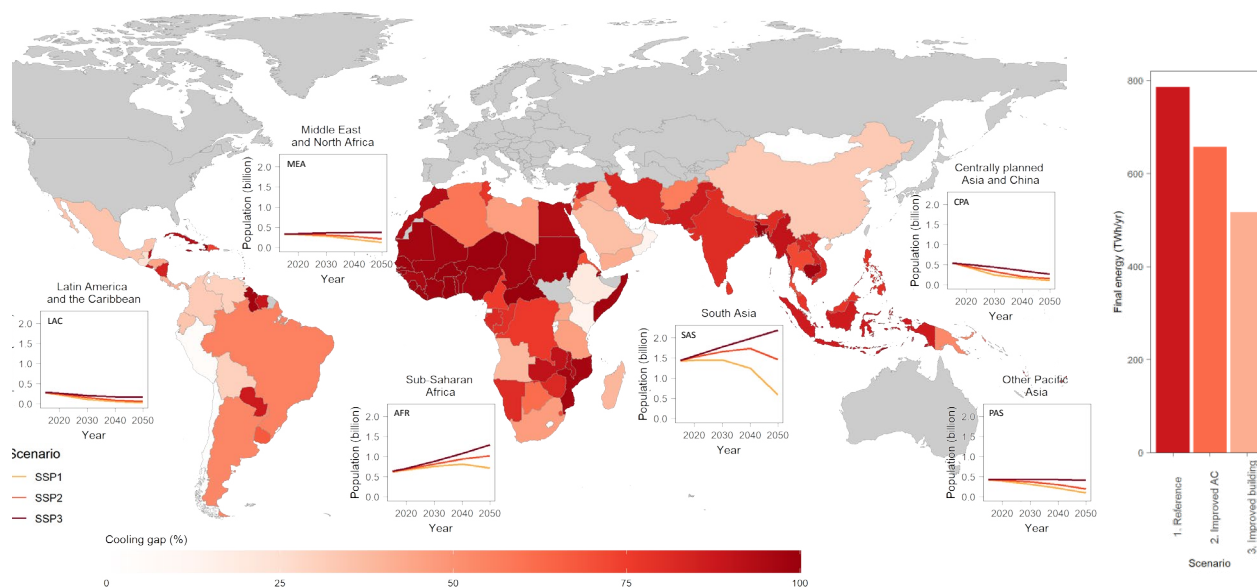 Middle East
and North Africa
MEA
Population (billion)
2.0
1.5
1.0
0.5
0.0
2020 2030 2040 2050
Year
Centrally planned
Asia and China
CPA
Population (billion)
2.0
1.5
1.0
0.5
0.0
2020 2030 2040 2050
Year
Latin America
and the Caribbean
LAC
Population (billion)
2.0
1.5
1.0
0.5
0.0
2020 2030 2040 2050
Year
South Asia
SAS
Population (billion)
2.0
1.5
1.0
0.5
0.0
2020 2030 2040 2050
Year
Sub-Saharan
Africa
AFR
Population (billion)
2.0
1.5
1.0
0.5
0.0
2020 2030 2040 2050
Year
Other Pacific
Asia
PAS
Population (billion)
2.0
1.5
1.0
0.5
0.0
2020 2030 2040 2050
Year
Scenario
SSP1
SSP2
SSP3
Cooling gap (%)
0 25 50 75 100
Final energy (TWh/yr)
800
600
400
200
0
1. Reference
2. Improved AC
3. Improved building
Scenario